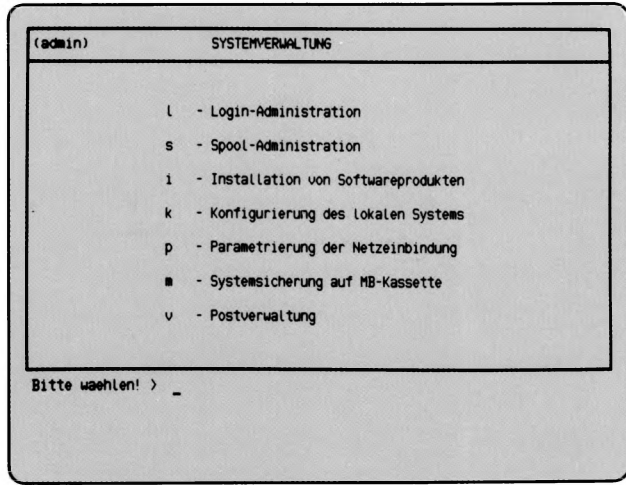 (admin) SYSTEMVERWALTUNG
l - Login-Administration
s - Spool-Administration
i - Installation von Softwareprodukten
k - Konfigurierung des lokalen Systems
p - Parametrierung der Netzeinbindung
m - Systemsicherung auf MB-Kassette
v - Postverwaltung
Bitte waehlen! > _